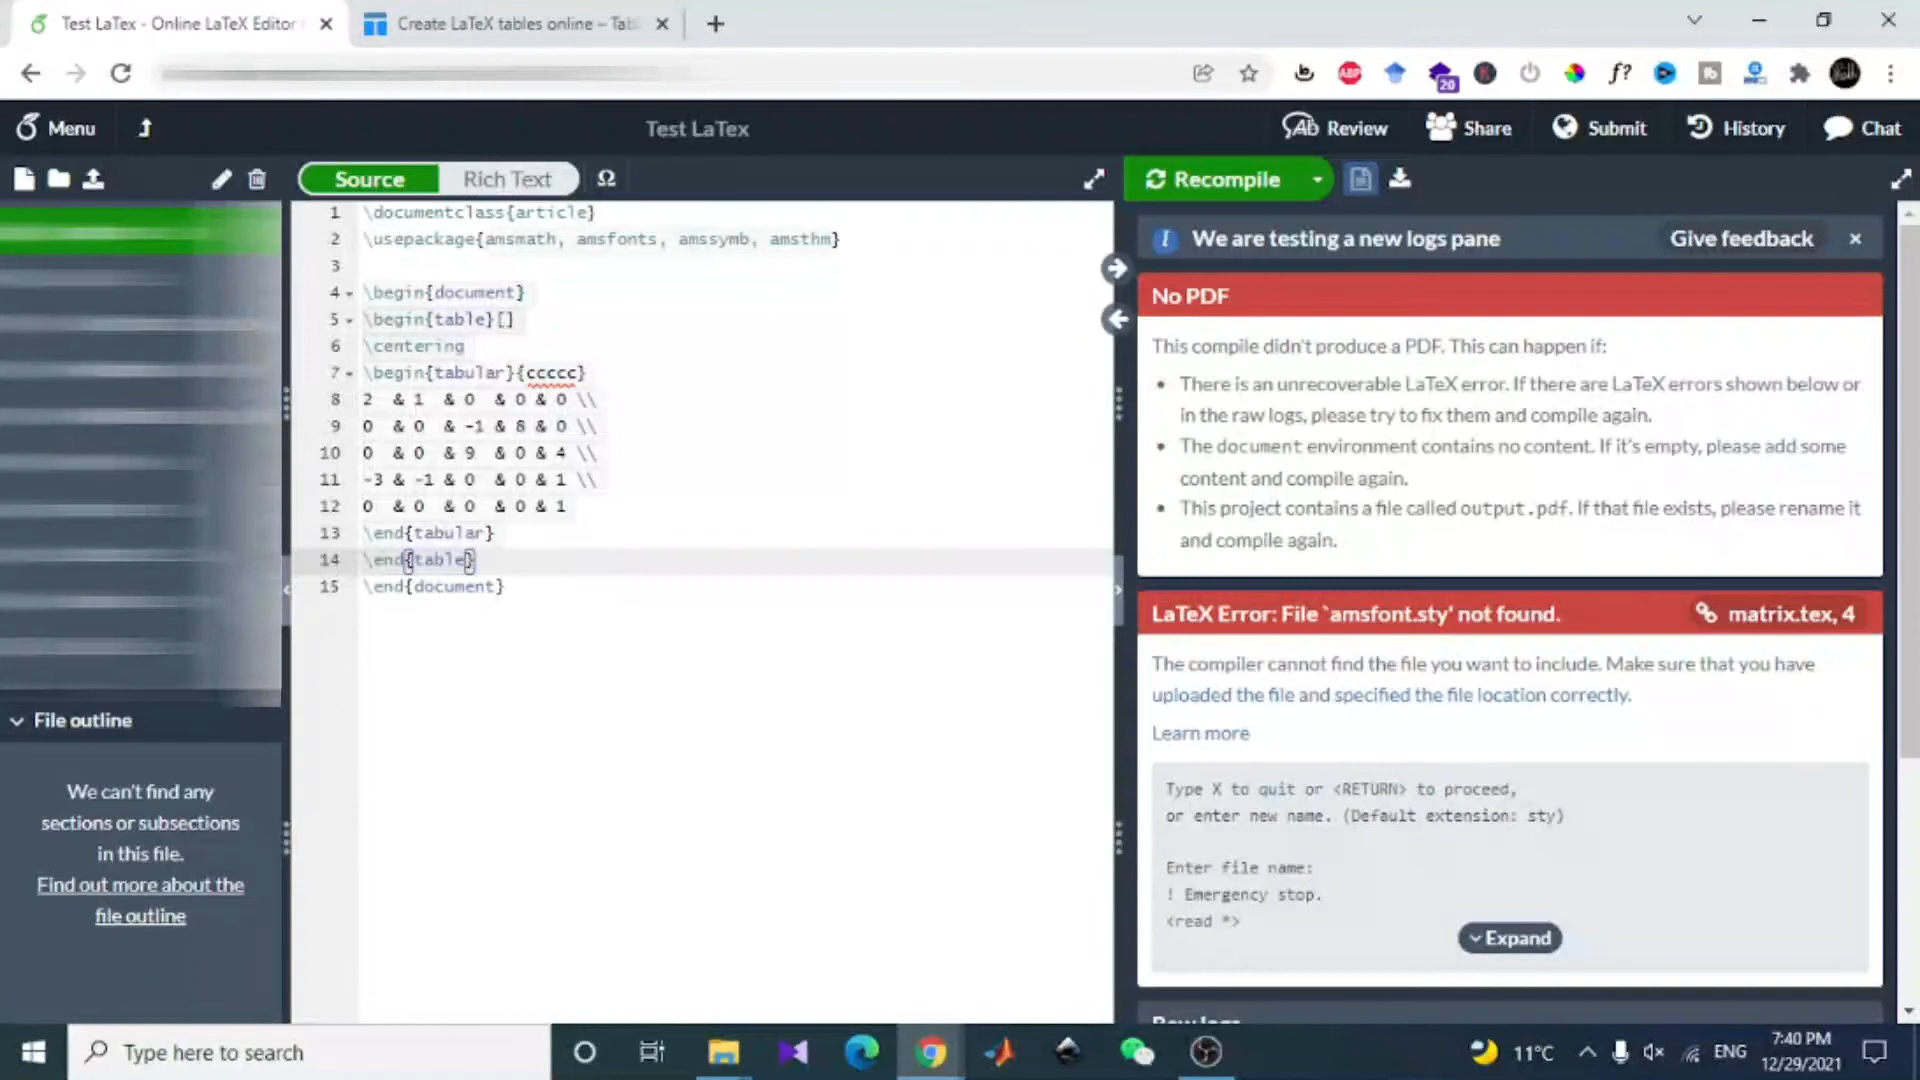 Test LaTex - Online LaTeX Editor
Create LaTeX tables online – Tab
20
ABP
f?
Menu
Test LaTex
Review
Share
Submit
History
Chat
Source
Rich Text
Ω
Recompile
1 \documentclass{article}
2 \usepackage{amsmath, amsfonts, amssymb, amsthm}
3
4 \begin{document}
5 \begin{table}[]
6 \centering
7 \begin{tabular}{ccccc}
8 2 & 1 & 0 & 0 & 0 \\
9 0 & 0 & -1 & 8 & 0 \\
10 0 & 0 & 9 & 0 & 4 \\
11 -3 & -1 & 0 & 0 & 1 \\
12 0 & 0 & 0 & 0 & 1
13 \end{tabular}
14 \end{table}
15 \end{document}
We are testing a new logs pane
Give feedback
No PDF
This compile didn't produce a PDF. This can happen if:
• There is an unrecoverable LaTeX error. If there are LaTeX errors shown below or
in the raw logs, please try to fix them and compile again.
• The document environment contains no content. If it's empty, please add some
content and compile again.
• This project contains a file called output.pdf. If that file exists, please rename it
and compile again.
LaTeX Error: File `amsfont.sty' not found.
matrix.tex, 4
The compiler cannot find the file you want to include. Make sure that you have
uploaded the file and specified the file location correctly.
Learn more
Type X to quit or <RETURN> to proceed,
or enter new name. (Default extension: sty)
Enter file name:
! Emergency stop.
<read *>
Expand
Raw logs
File outline
We can't find any
sections or subsections
in this file.
Find out more about the
file outline
Type here to search
11°C
ENG
7:40 PM
12/29/2021